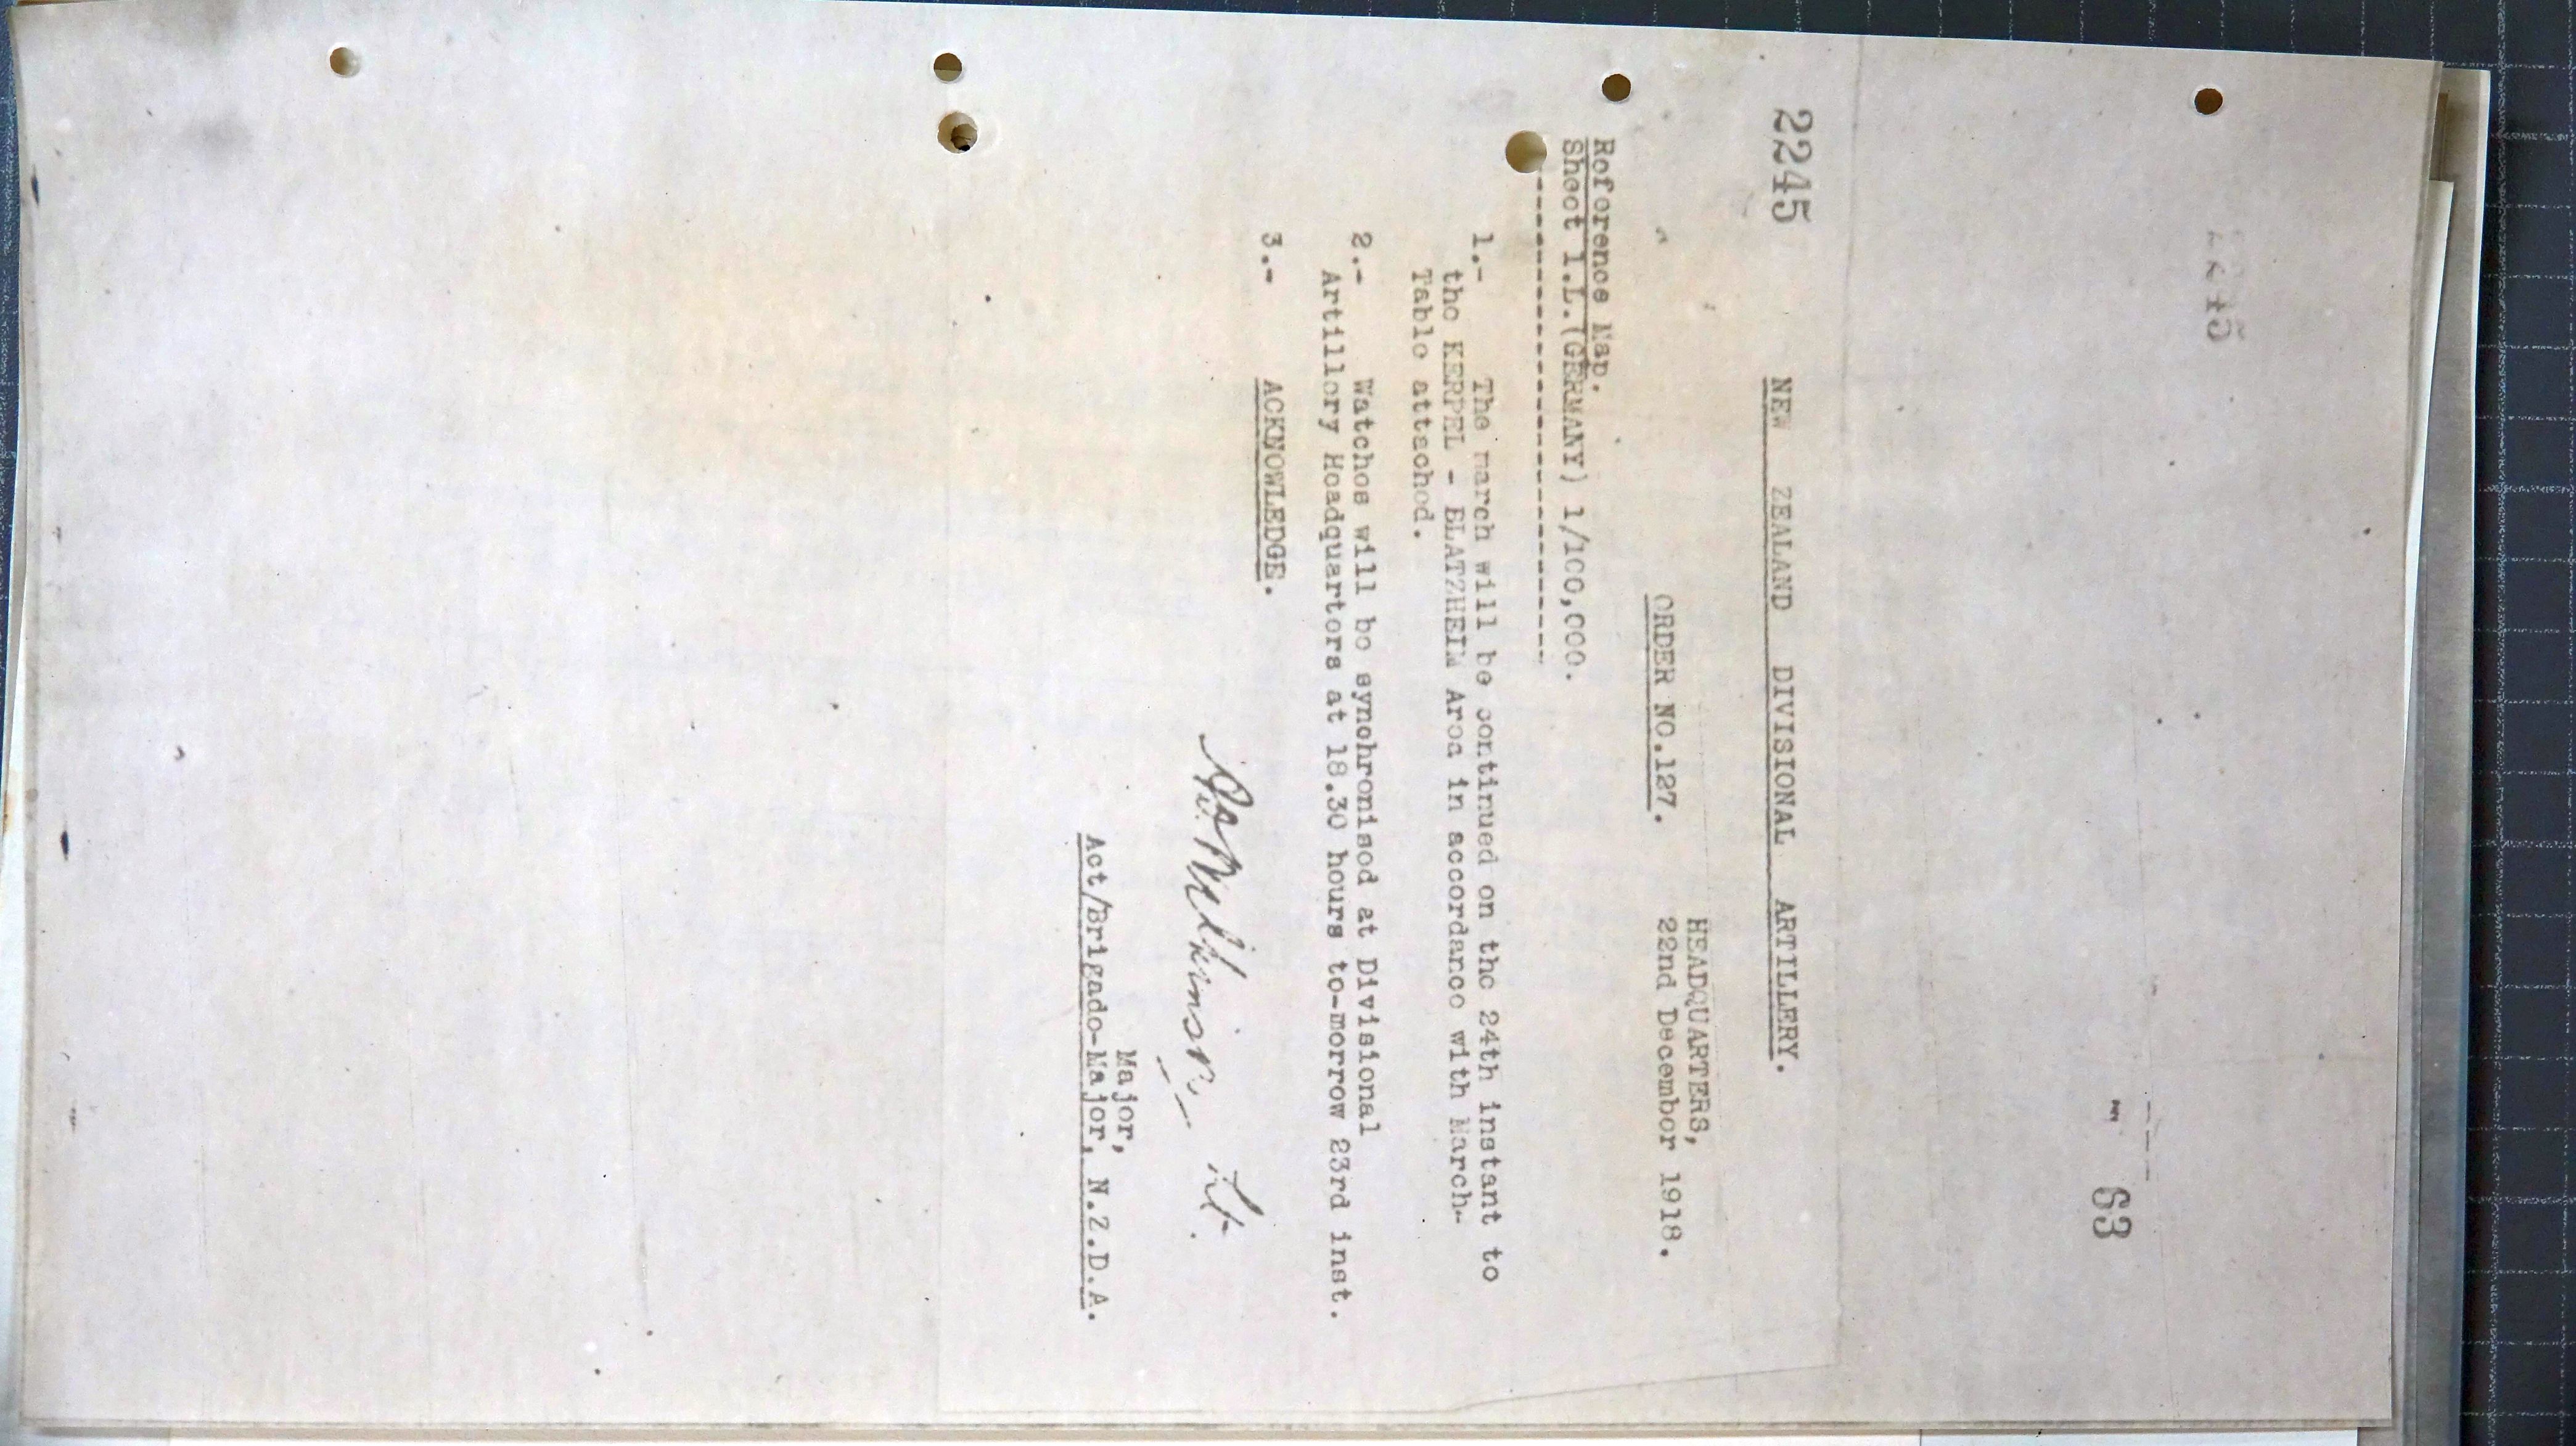 2245
63
2245
NEW ZEALAND DIVISIONAL ARTILLERY.
HEADQUARTERS,
22nd December 1918.
ORDER NO.127.
Reference Map.
Sheet 1.L.(GERMANY) 1/100,000.
--------------------------
1.- The march will be continued on the 24th instant to
the KERPEL - BLATZHEIM Area in accordance with March-
Table attached.
2.- Watches will be synchronised at Divisional
Artillery Headquarters at 18.30 hours to-morrow 23rd inst.
3.- ACKNOWLEDGE.
Lt.
Major,
Act/Brigade-Major, N.Z.D.A.